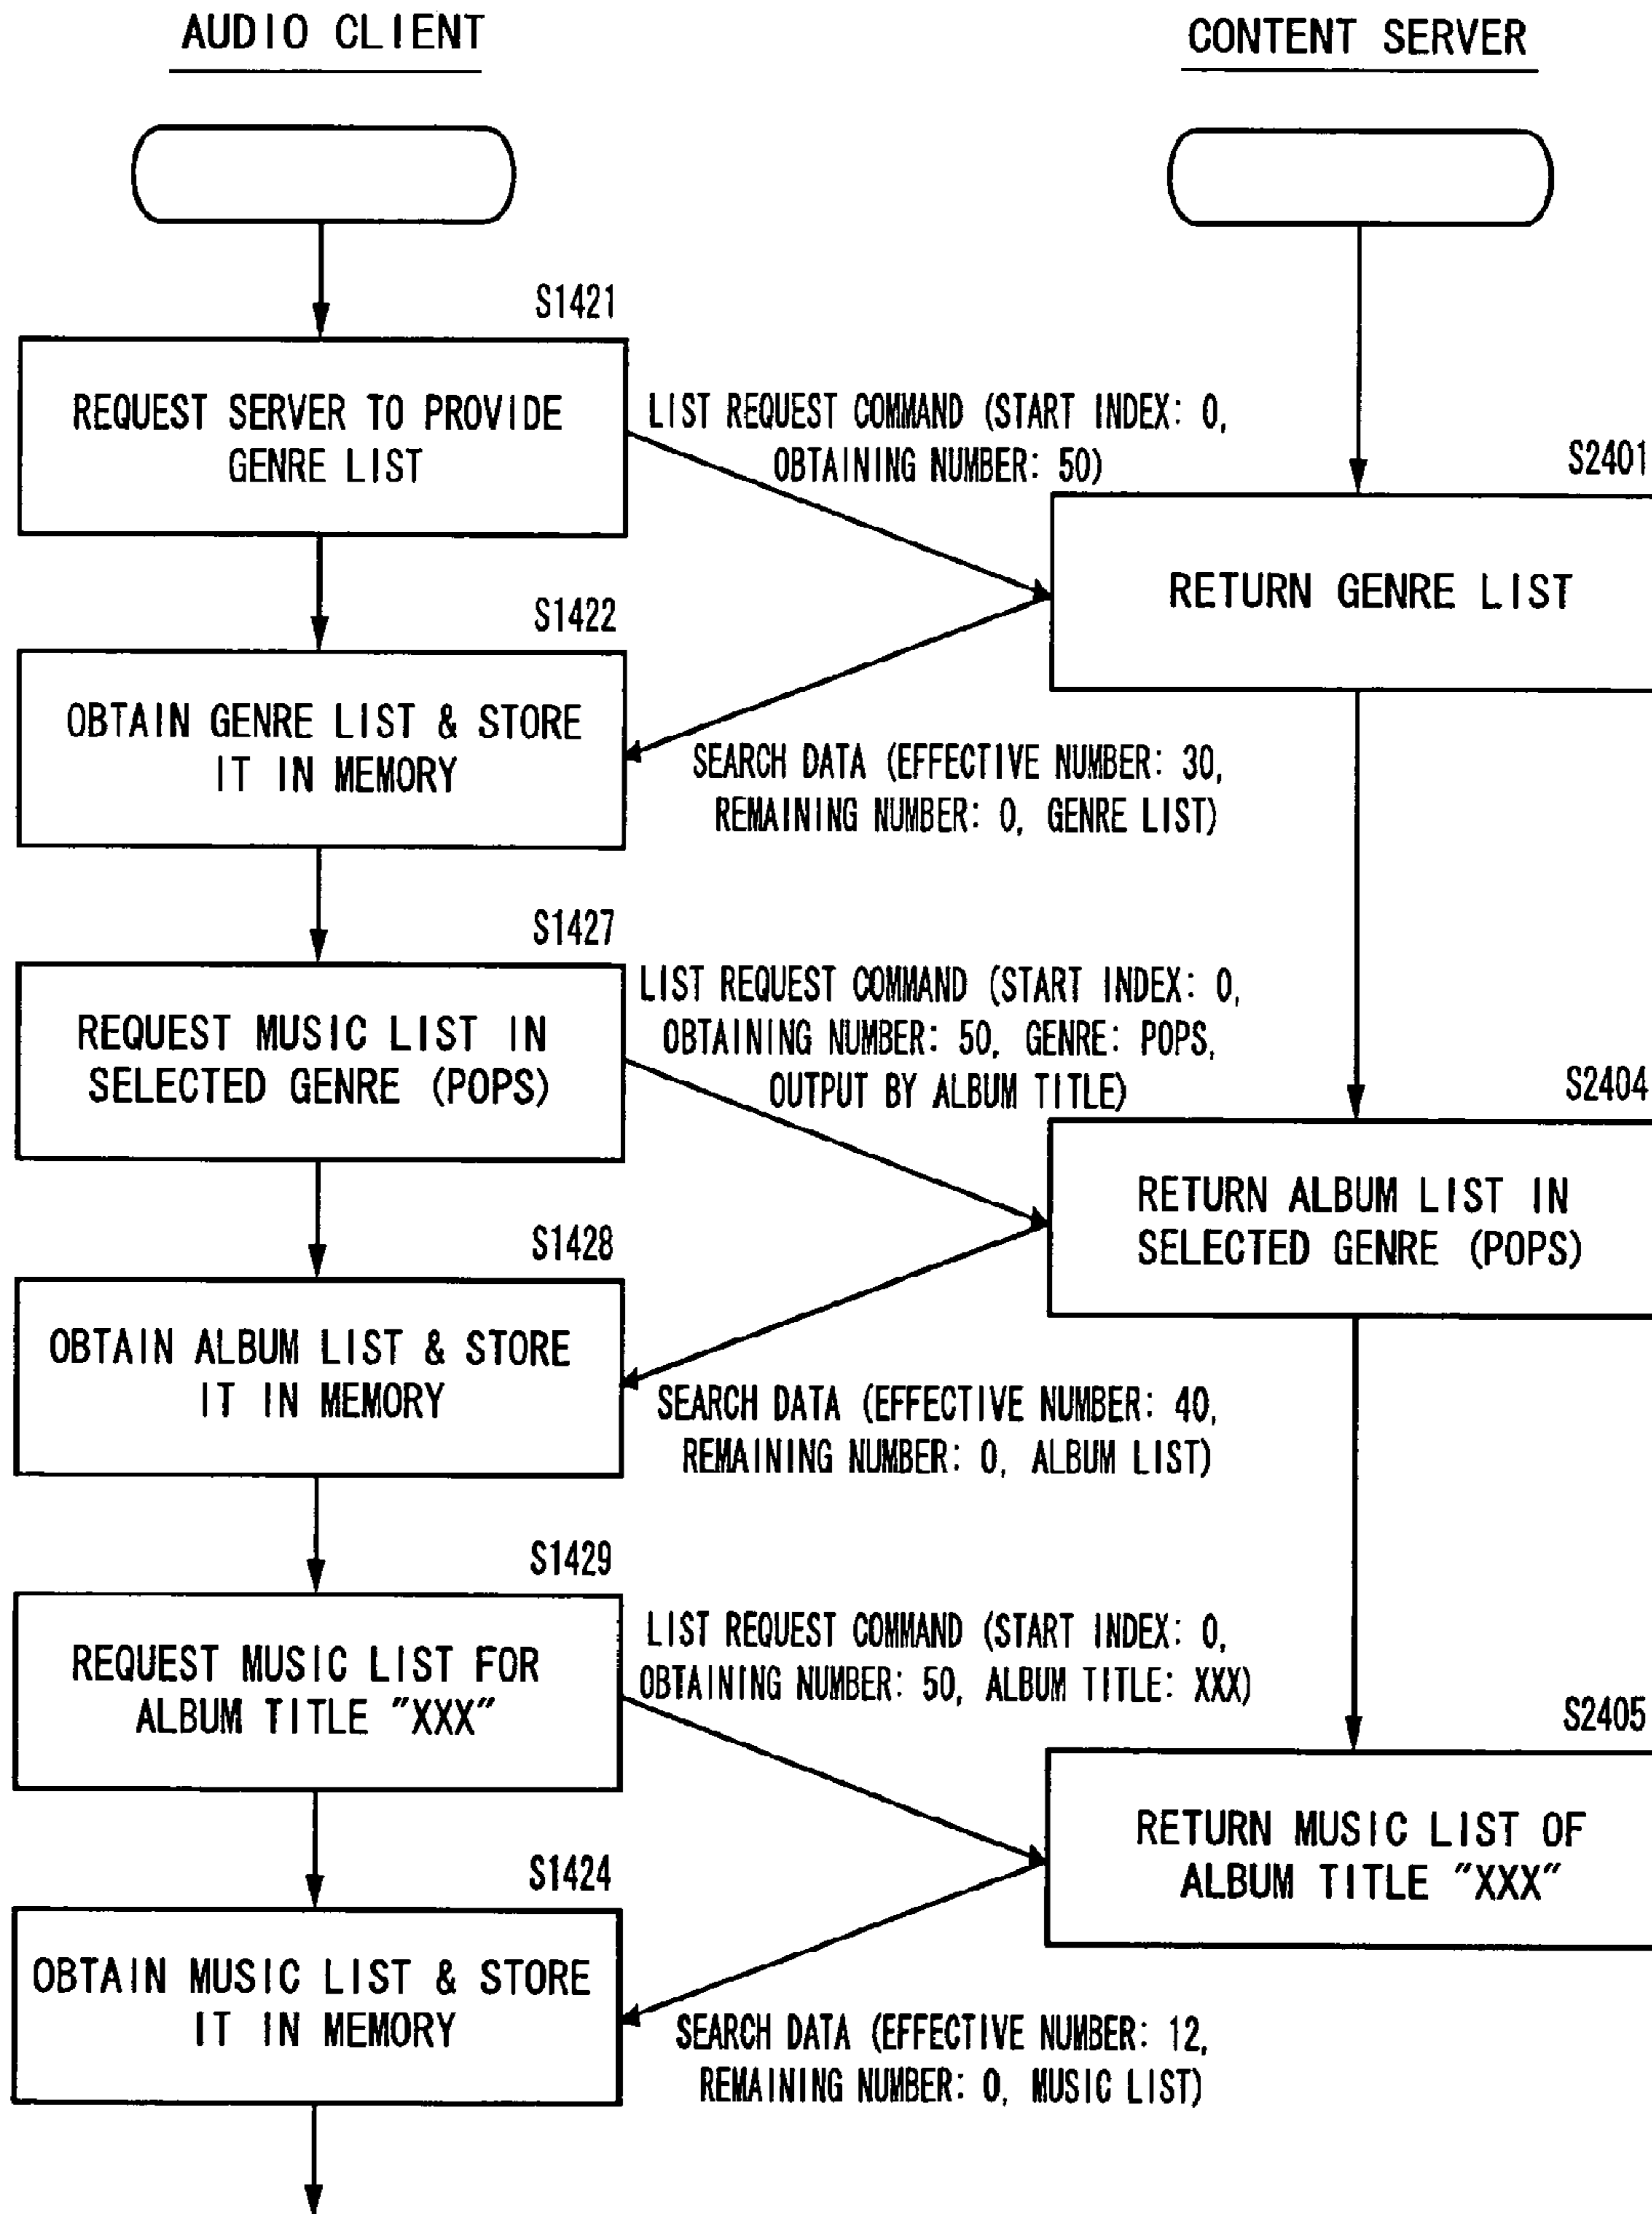 AUDIO CLIENT
CONTENT SERVER
S1421
REQUEST SERVER TO PROVIDE
GENRE LIST
LIST REQUEST COMMAND (START INDEX: 0,
OBTAINING NUMBER: 50)
S2401
RETURN GENRE LIST
S1422
OBTAIN GENRE LIST & STORE
IT IN MEMORY
SEARCH DATA (EFFECTIVE NUMBER: 30,
REMAINING NUMBER: 0, GENRE LIST)
S1427
REQUEST MUSIC LIST IN
SELECTED GENRE (POPS)
LIST REQUEST COMMAND (START INDEX: 0,
OBTAINING NUMBER: 50, GENRE: POPS,
OUTPUT BY ALBUM TITLE)
S2404
RETURN ALBUM LIST IN
SELECTED GENRE (POPS)
S1428
OBTAIN ALBUM LIST & STORE
IT IN MEMORY
SEARCH DATA (EFFECTIVE NUMBER: 40,
REMAINING NUMBER: 0, ALBUM LIST)
S1429
REQUEST MUSIC LIST FOR
ALBUM TITLE "XXX"
LIST REQUEST COMMAND (START INDEX: 0,
OBTAINING NUMBER: 50, ALBUM TITLE: XXX)
S2405
RETURN MUSIC LIST OF
ALBUM TITLE "XXX"
S1424
OBTAIN MUSIC LIST & STORE
IT IN MEMORY
SEARCH DATA (EFFECTIVE NUMBER: 12,
REMAINING NUMBER: 0, MUSIC LIST)